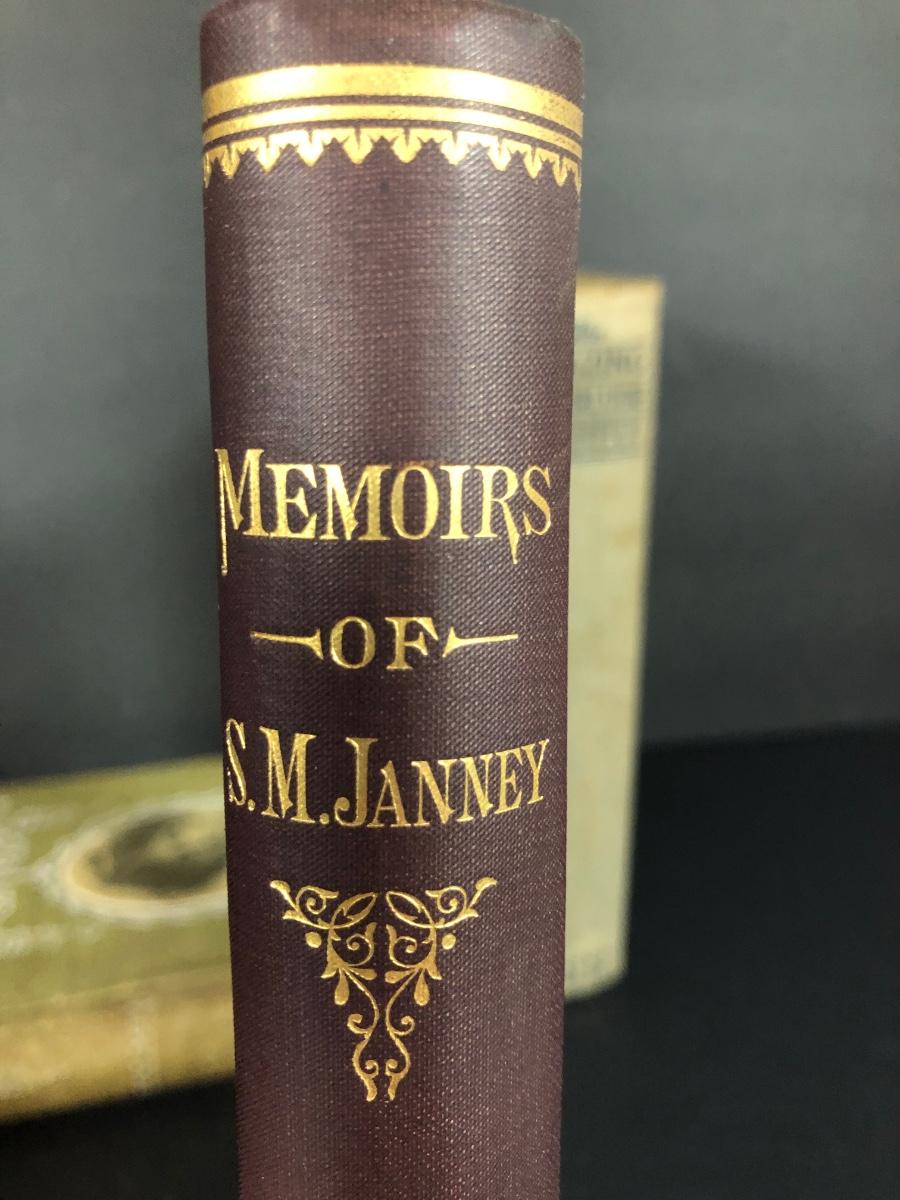 MEMOIRS
OF
S. M. JANNEY